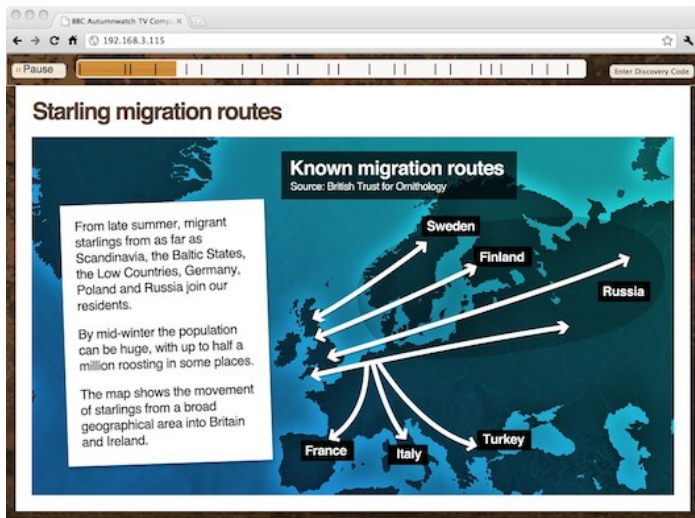 BBC Autumnwatch TV Comp
192.168.3.115
Pause
Enter Discovery Code
Starling migration routes
Known migration routes
Source: British Trust for Ornithology
From late summer, migrant
starlings from as far as
Scandinavia, the Baltic States,
the Low Countries, Germany,
Poland and Russia join our
residents.
By mid-winter the population
can be huge, with up to half a
million roosting in some places.
The map shows the movement
of starlings from a broad
geographical area into Britain
and Ireland.
Sweden
Finland
Russia
France
Italy
Turkey